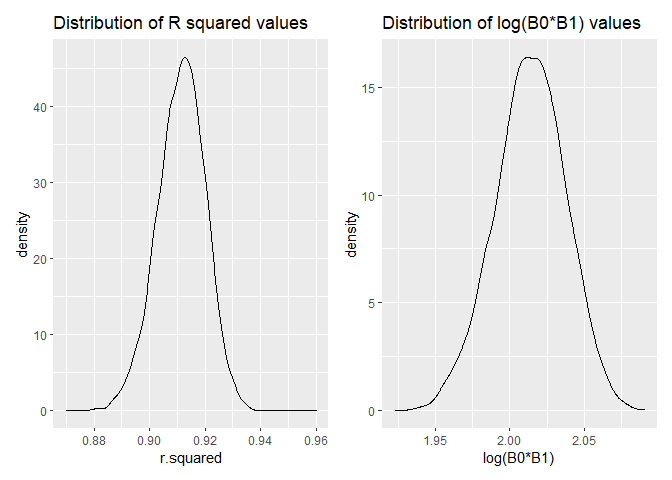 Distribution of R squared values
density
40
30
20
10
0
0.88 0.90 0.92 0.94 0.96
r.squared
Distribution of log(B0*B1) values
density
15
10
5
0
1.95 2.00 2.05
log(B0*B1)